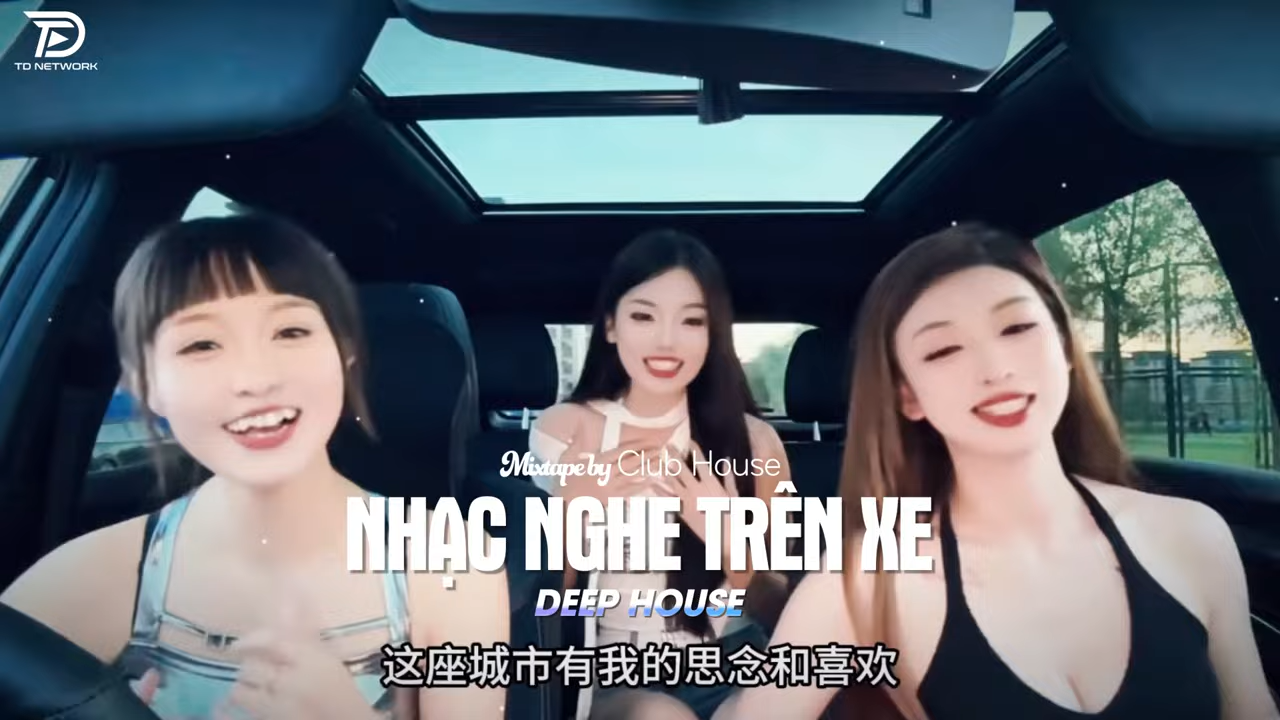 TD NETWORK
Mixtape by Club House
NHẠC NGHE TRÊN XE
DEEP HOUSE
这座城市有我的思念和喜欢